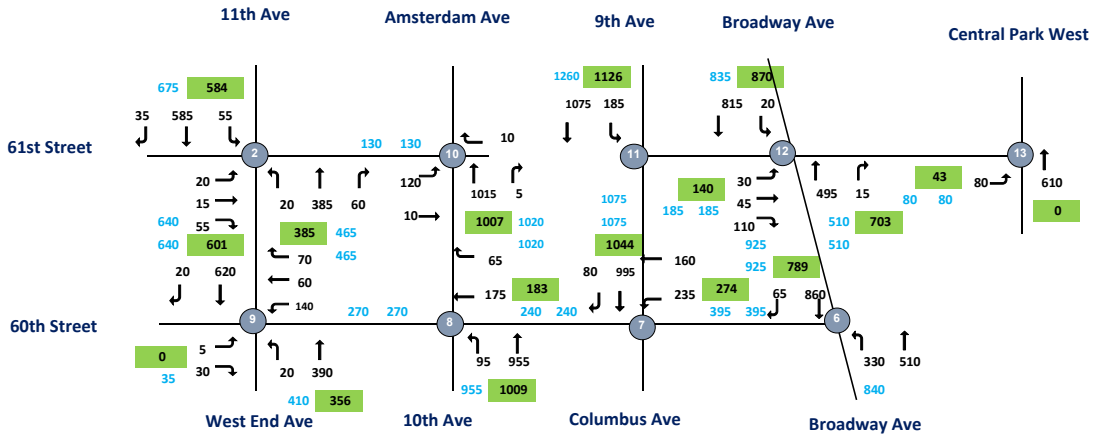 11th Ave Amsterdam Ave 9th Ave Broadway Ave
Central Park West
675 584 1260 1126 835 870
35 585 55 1075 185 815 20
10
61st Street 2 130 130 10 11 12 13
20 120 1015 5 140 30 495 15 43 80 610
15 20 385 60 1075 185 185 45 80 80
640 55 10 1007 1020 1075 110 510 703 0
640 601 385 465 1020 1044 925 510
70 465 65 160 925 789
20 620 60 80 995
140 175 183 235 274 65 860
60th Street 9 270 270 8 240 240 7 395 395 6
0 5
35 30 20 390 95 955 330 510
410 356 955 1009 840
West End Ave 10th Ave Columbus Ave Broadway Ave